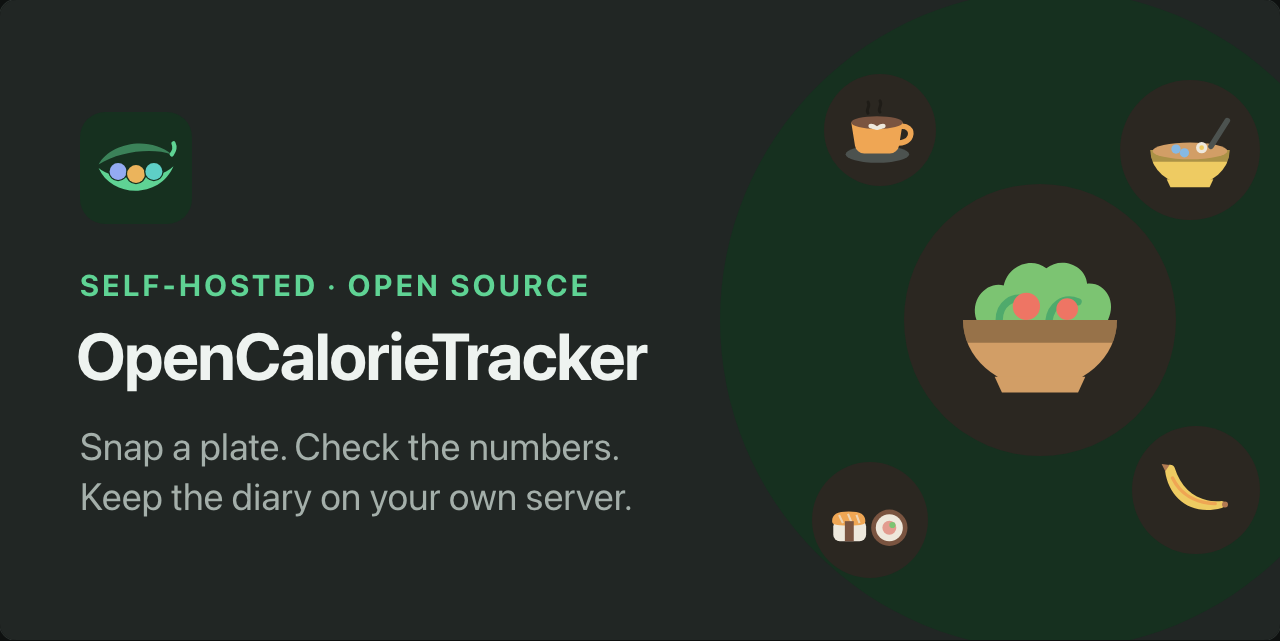 SELF-HOSTED · OPEN SOURCE
OpenCalorieTracker
Snap a plate. Check the numbers.
Keep the diary on your own server.